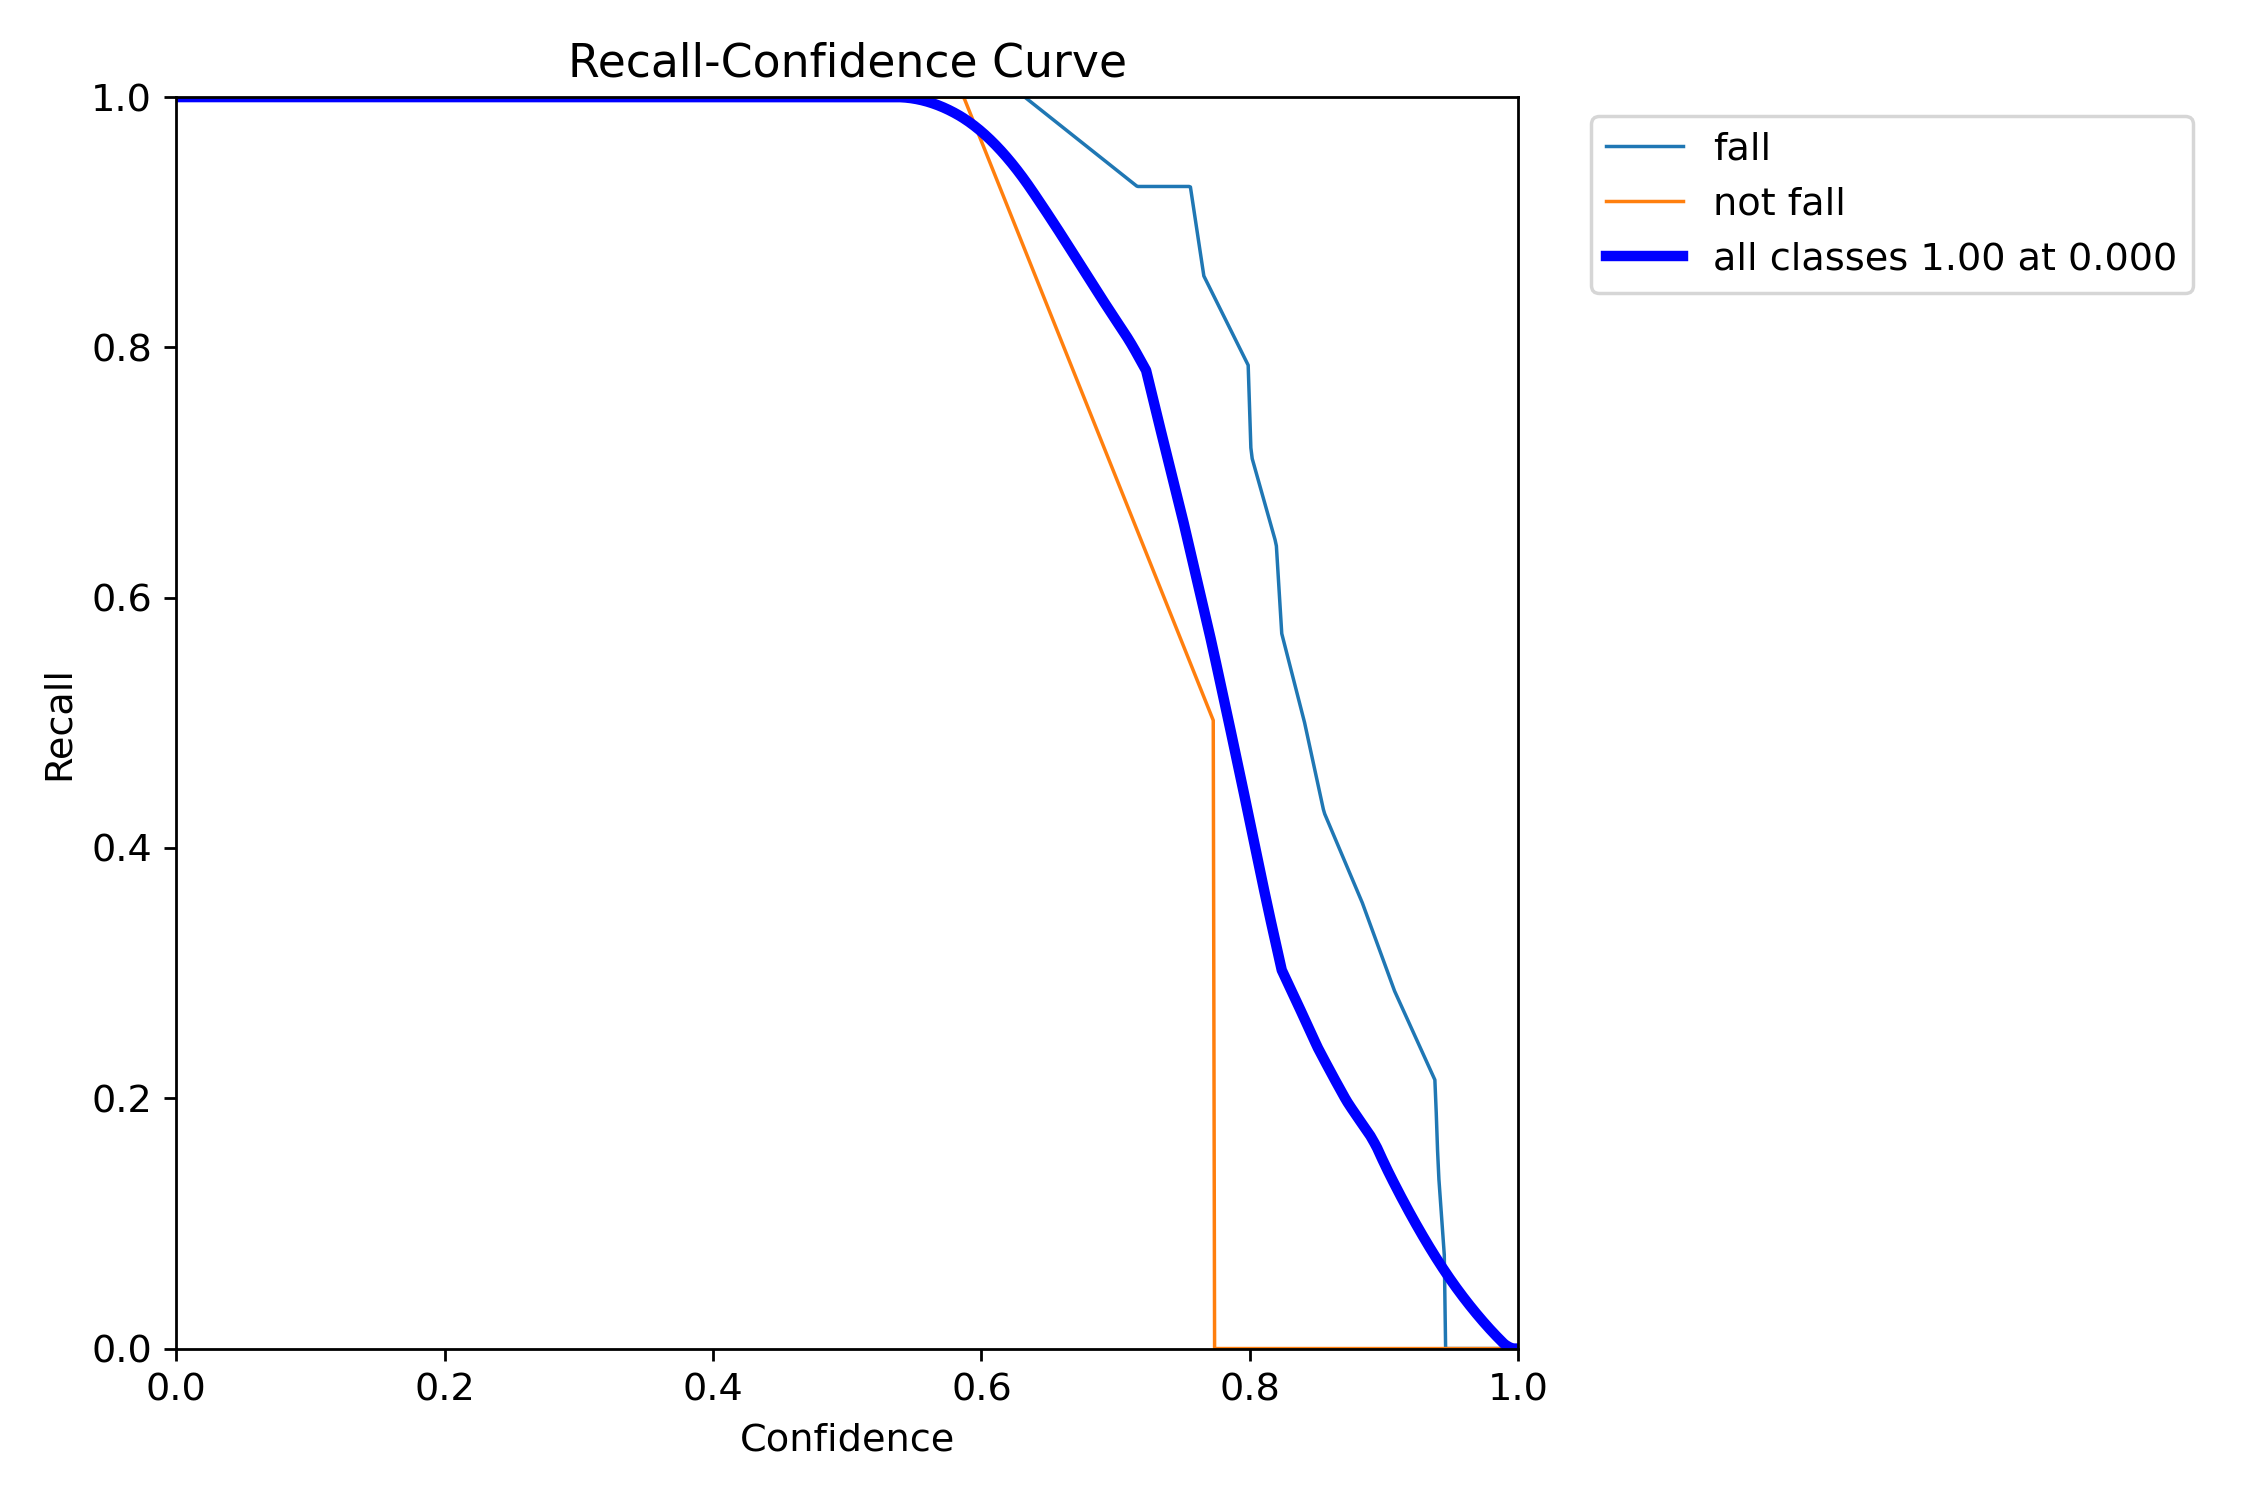 Recall-Confidence Curve
1.0
0.8
0.6
0.4
0.2
0.0
Recall
0.0 0.2 0.4 0.6 0.8 1.0
Confidence
fall
not fall
all classes 1.00 at 0.000